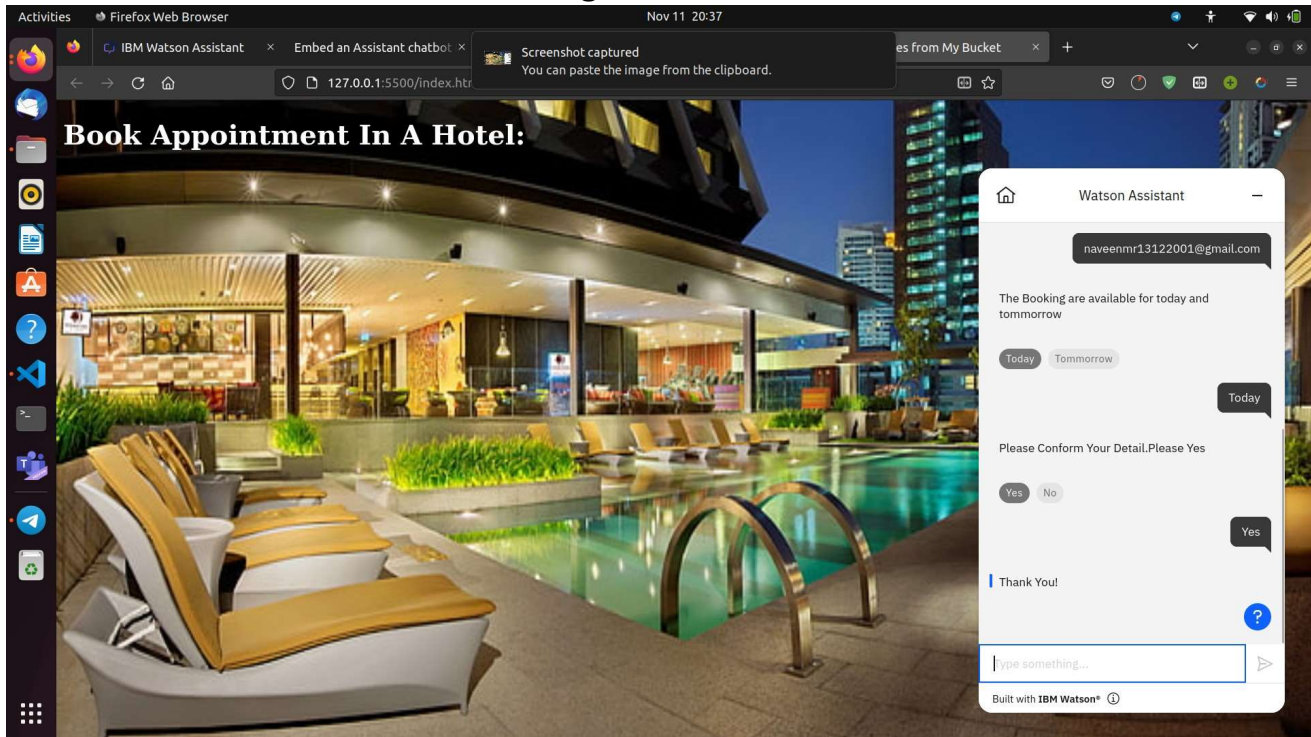 Activities
Firefox Web Browser
Nov 11 20:37
IBM Watson Assistant
Embed an Assistant chatbot
Screenshot captured
You can paste the image from the clipboard.
es from My Bucket
127.0.0.1:5500/index.htm
Book Appointment In A Hotel:
Watson Assistant
naveenmr13122001@gmail.com
The Booking are available for today and
tommorrow
Today
Tommorrow
Today
Please Conform Your Detail.Please Yes
Yes
No
Yes
Thank You!
?
Type something...
Built with IBM Watson®